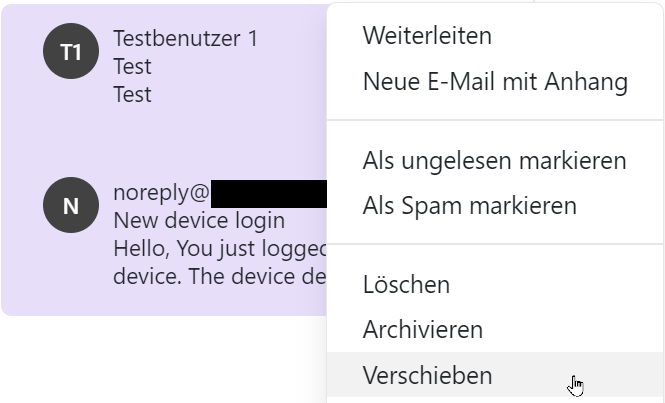 T1
Testbenutzer 1
Test
Test
N
noreply@
New device login
Hello, You just logged
device. The device de
Weiterleiten
Neue E-Mail mit Anhang
Als ungelesen markieren
Als Spam markieren
Löschen
Archivieren
Verschieben